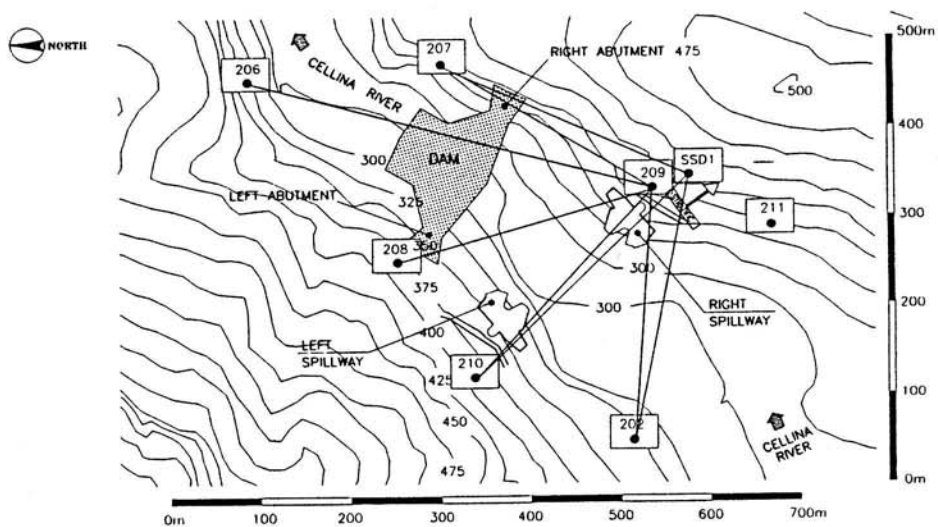 NORTH
206
207
RIGHT ABUTMENT 475
500m
CELLINA
RIVER
500
400
300
DAM
209
SSD1
LEFT ABUTMENT
325
211
300
350
208
300
375
300
RIGHT
SPILLWAY
200
400
LEFT
SPILLWAY
210
425
100
202
450
CELLINA
RIVER
475
0m
0m
100
200
300
400
500
600
700m